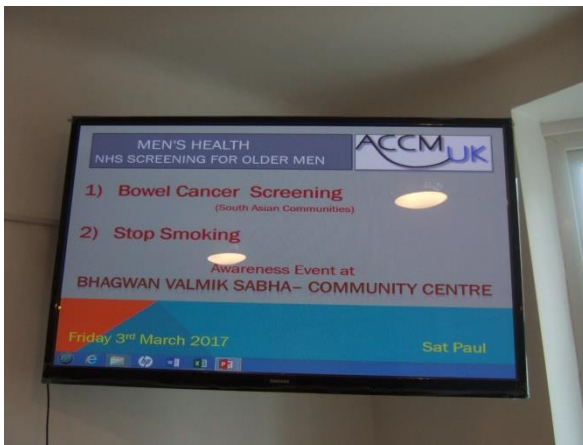 MEN'S HEALTH
NHS SCREENING FOR OLDER MEN
ACCM UK
1) Bowel Cancer Screening
(South Asian Communities)
2) Stop Smoking
Awareness Event at
BHAGWAN VALMIK SABHA– COMMUNITY CENTRE
Friday 3rd March 2017
Sat Paul